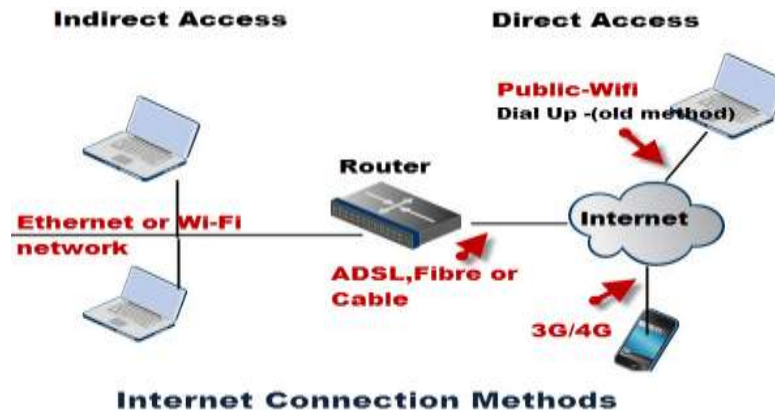 Indirect Access
Direct Access
Public-Wifi
Dial Up -(old method)
Router
Ethernet or Wi-Fi
network
Internet
ADSL,Fibre or
Cable
3G/4G
Internet Connection Methods